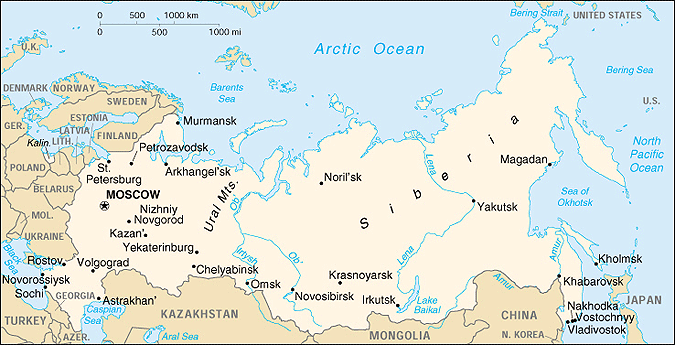 0 500 1000 km
0 500 1000 mi
Bering Strait
UNITED STATES
Arctic Ocean
U.K.
Barents
Sea
Bering Sea
DENMARK
NORWAY
SWEDEN
U.S.
GER.
ESTONIA
LATVIA
Kalin.
LITH.
FINLAND
Murmansk
POLAND
Petrozavodsk
St.
Petersburg
Arkhangel'sk
North
Pacific
Ocean
BELARUS
MOSCOW
Ural Mts.
Noril'sk
Siberia
Lena
Magadan
MOL.
Nizhniy
Novgorod
Ob'
Yakutsk
Sea of
Okhotsk
UKRAINE
Kazan'
Yekaterinburg
Irtysh
Ob'
Lena
Black
Sea
Rostov
Volgograd
Chelyabinsk
Amur
Kholmsk
Novorossiysk
Omsk
Krasnoyarsk
Amur
Khabarovsk
Sochi
GEORGIA
Astrakhan'
Novosibirsk
Irkutsk
Lake
Baikal
Nakhodka
JAPAN
Caspian
Sea
KAZAKHSTAN
CHINA
Vostochnyy
TURKEY
AZER.
Aral Sea
MONGOLIA
N. KOREA
Vladivostok